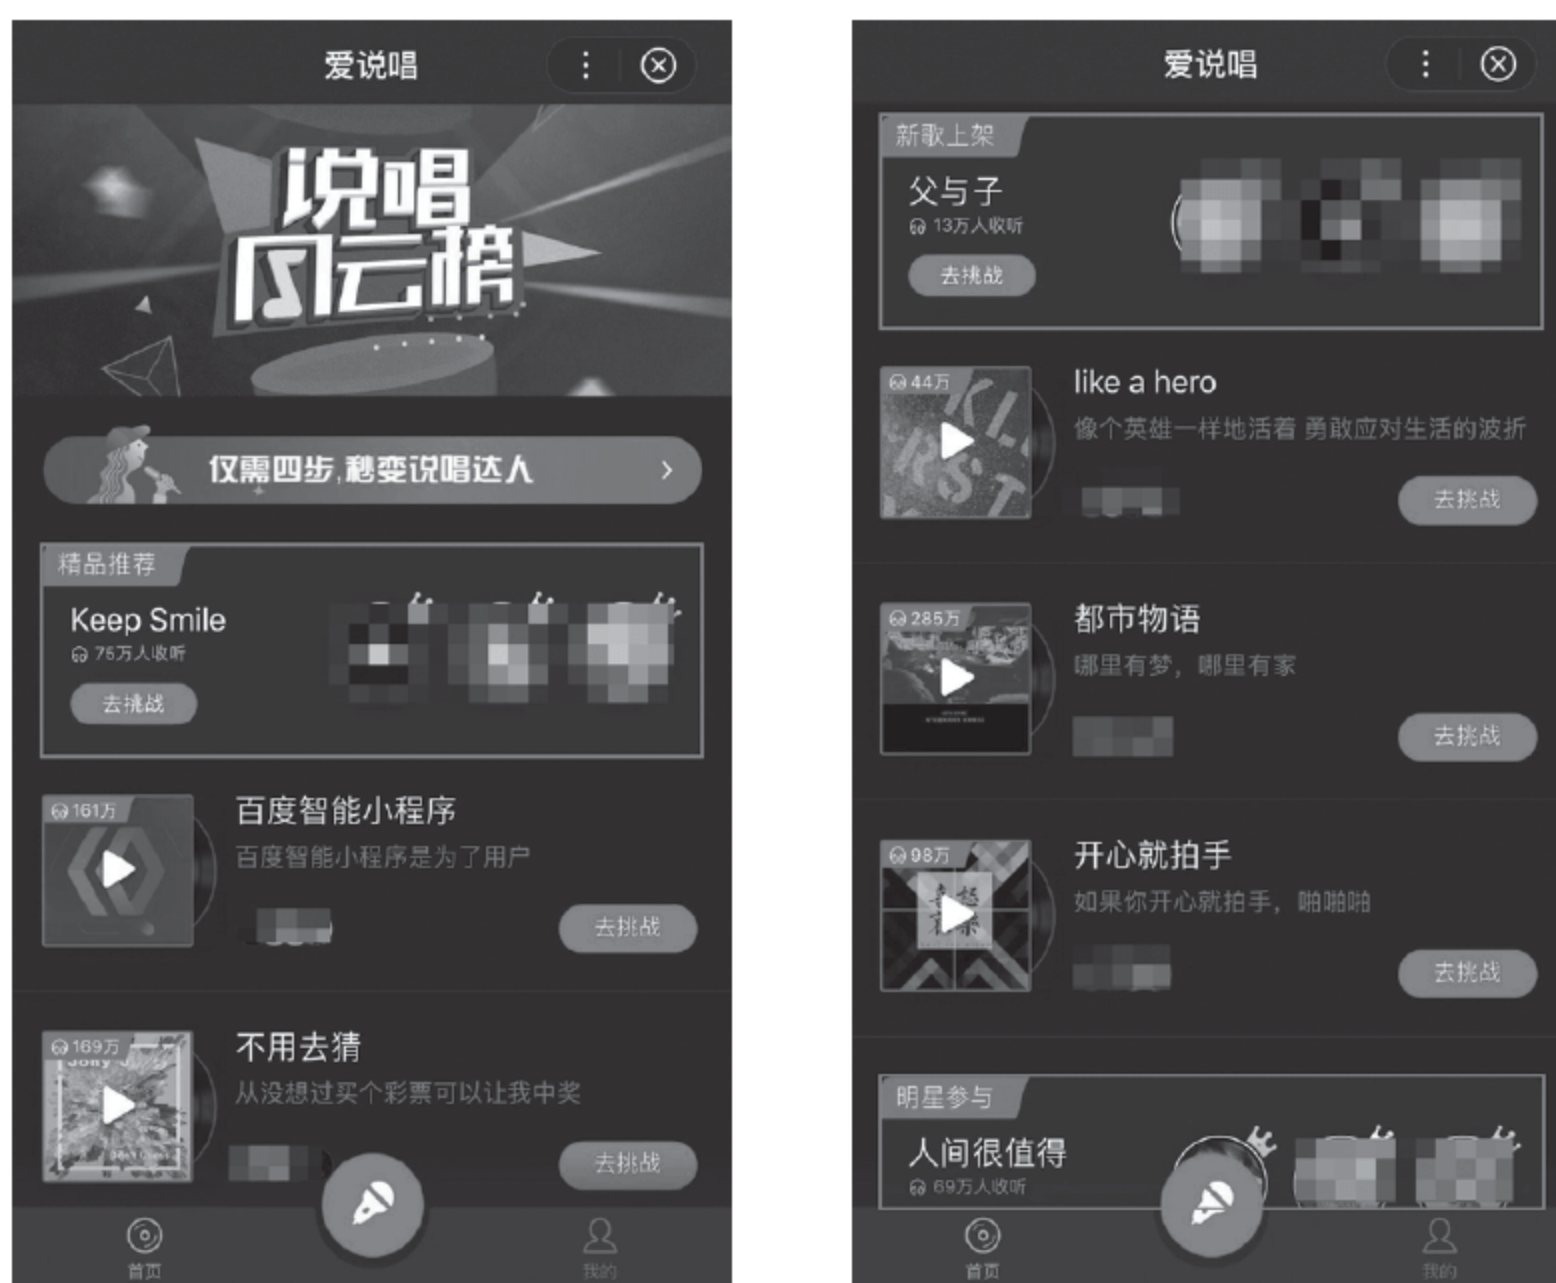 爱说唱
说唱
风云榜
仅需四步,秒变说唱达人
精品推荐
Keep Smile
75万人收听
去挑战
161万
百度智能小程序
百度智能小程序是为了用户
去挑战
169万
不用去猜
从没想过买个彩票可以让我中奖
去挑战
首页
我的
爱说唱
新歌上架
父与子
13万人收听
去挑战
44万
like a hero
像个英雄一样地活着 勇敢应对生活的波折
去挑战
285万
都市物语
哪里有梦，哪里有家
去挑战
98万
开心就拍手
如果你开心就拍手，啪啪啪
去挑战
明星参与
人间很值得
69万人收听
首页
我的